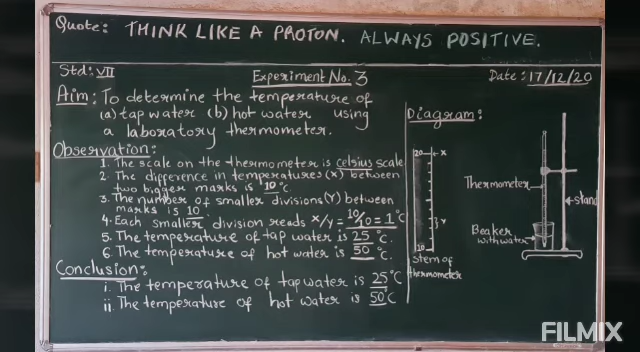 Quote: THINK LIKE A PROTON. ALWAYS POSITIVE.
Std: VII
Experiment No. 3
Date: 17/12/20
Aim: To determine the temperature of
(a) tap water (b) hot water using
a laboratory thermometer.
Observation:
1. The scale on the thermometer is celsius scale
2. The difference in temperatures (x) between
two bigger marks is 10°C
3. The number of smaller divisions (Y) between
marks is 10
4. Each smaller division reads x/y = 10/10 = 1°C
5. The temperature of tap water is 25°C.
6. The temperature of hot water is 50°C.
Conclusion:
i. The temperature of tap water is 25°C
ii. The temperature of hot water is 50°C
Diagram:
20
x
y
10
stem of
thermometer
Thermometer
stand
Beaker
with water
FILMIX